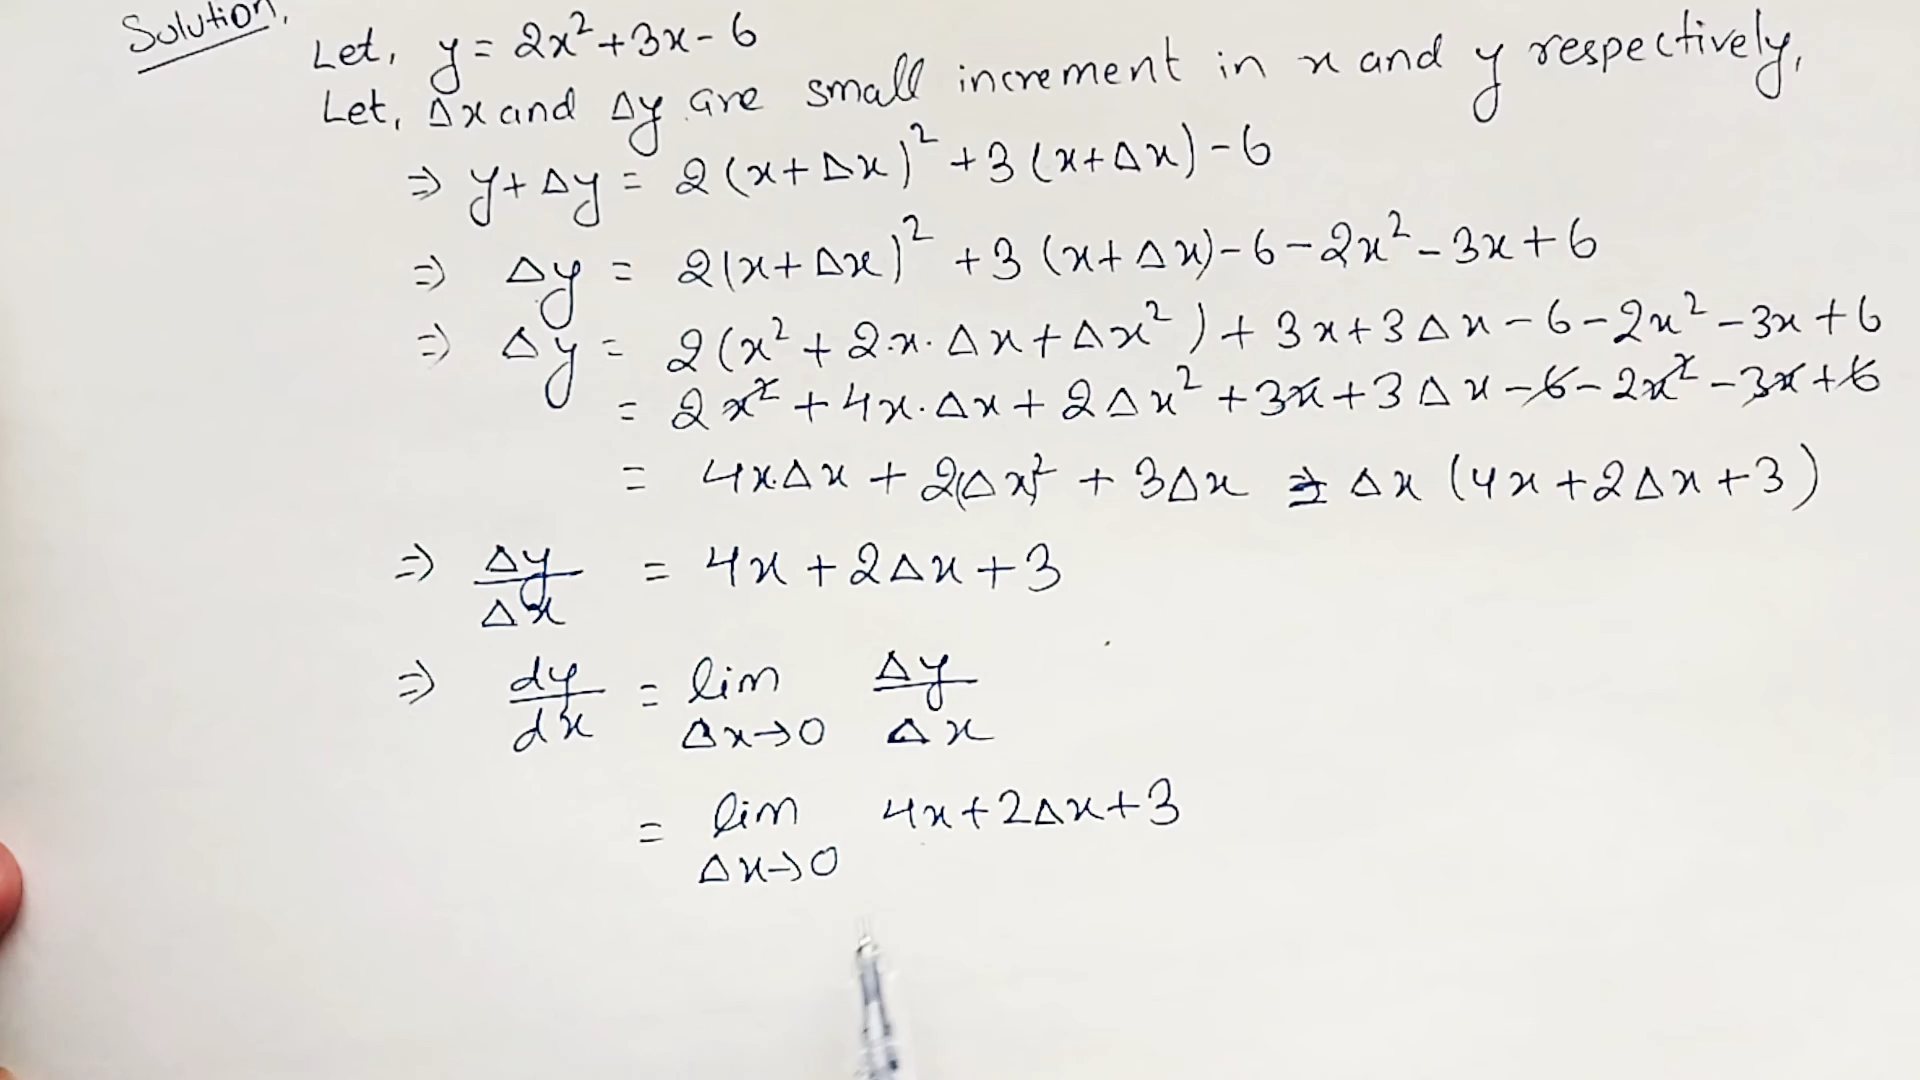 Solution,
Let, y = 2x² + 3x - 6
Let, Δx and Δy are small increment in x and y respectively,
⇒ y + Δy = 2(x + Δx)² + 3(x + Δx) - 6
⇒ Δy = 2(x + Δx)² + 3(x + Δx) - 6 - 2x² - 3x + 6
⇒ Δy = 2(x² + 2·x·Δx + Δx²) + 3x + 3Δx - 6 - 2x² - 3x + 6
= 2x² + 4x·Δx + 2Δx² + 3x + 3Δx - 6 - 2x² - 3x + 6
= 4x·Δx + 2(Δx)² + 3Δx = Δx (4x + 2Δx + 3)
⇒ Δy/Δx = 4x + 2Δx + 3
⇒ dy/dx = lim Δx→0 Δy/Δx
= lim Δx→0 4x + 2Δx + 3